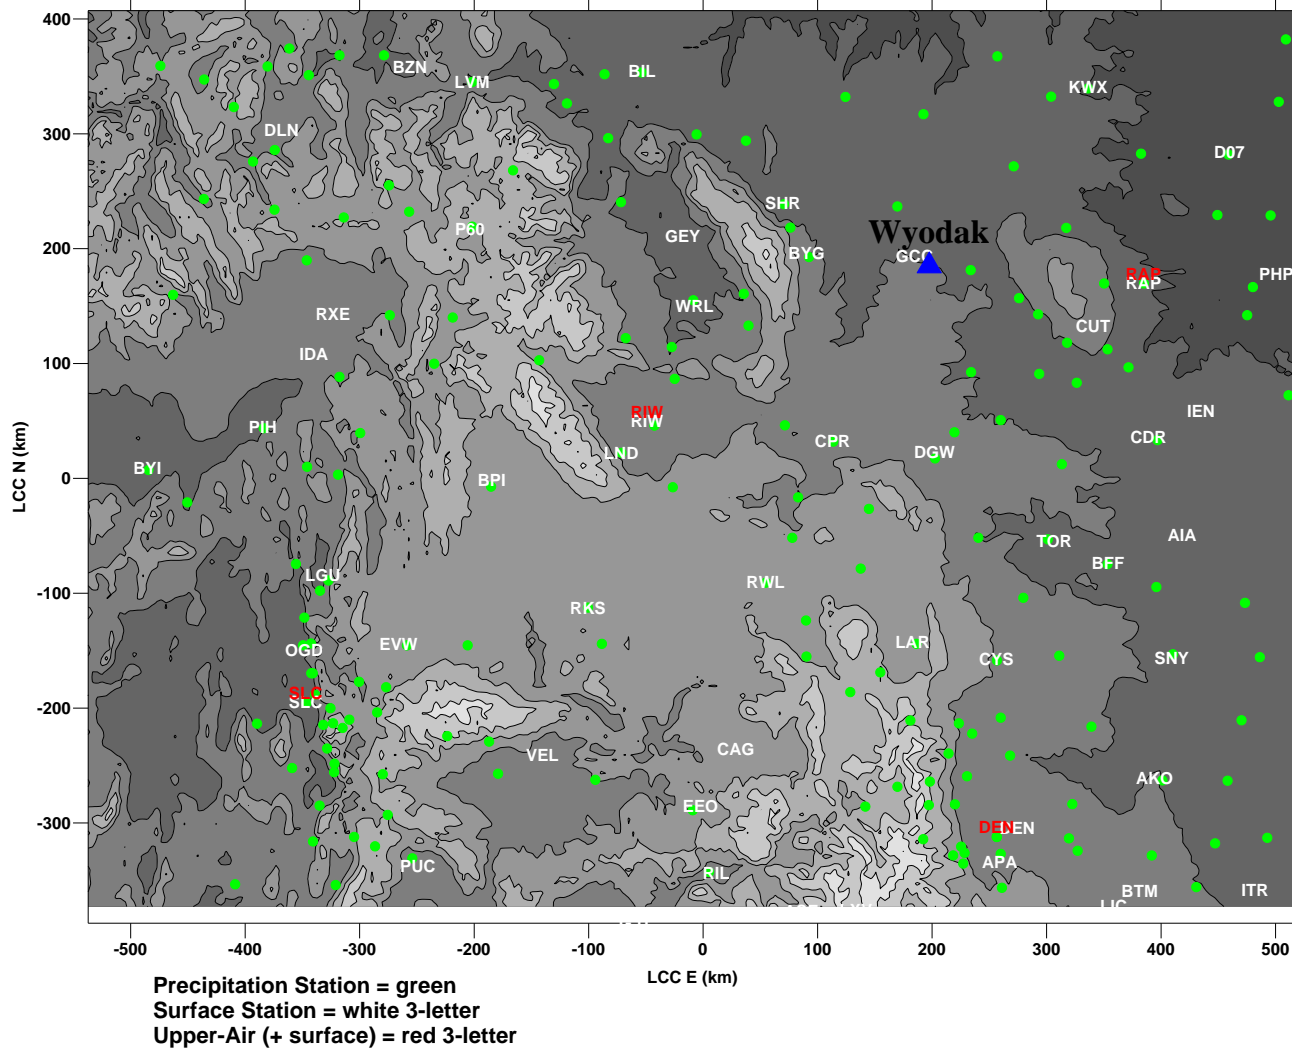 400
BZN
BIL
LVM
KWX
300
DLN
D07
SHR
P60
GEY
Wyodak
200
BYG
GCC
RAP
RAP
PHP
WRL
RXE
CUT
IDA
100
RIW
RIW
IEN
PIH
CPR
CDR
LND
DGW
BYI
BPI
0
LCC N (km)
TOR
AIA
BFF
LGU
RWL
-100
RKS
OGD
EVW
LAR
CYS
SNY
SLC
SLC
-200
VEL
CAG
AKO
EEO
DEN
DEN
-300
PUC
RIL
APA
BTM
ITR
-500
-400
-300
-200
-100
0
100
200
300
400
500
LCC E (km)
Precipitation Station = green
Surface Station = white 3-letter
Upper-Air (+ surface) = red 3-letter